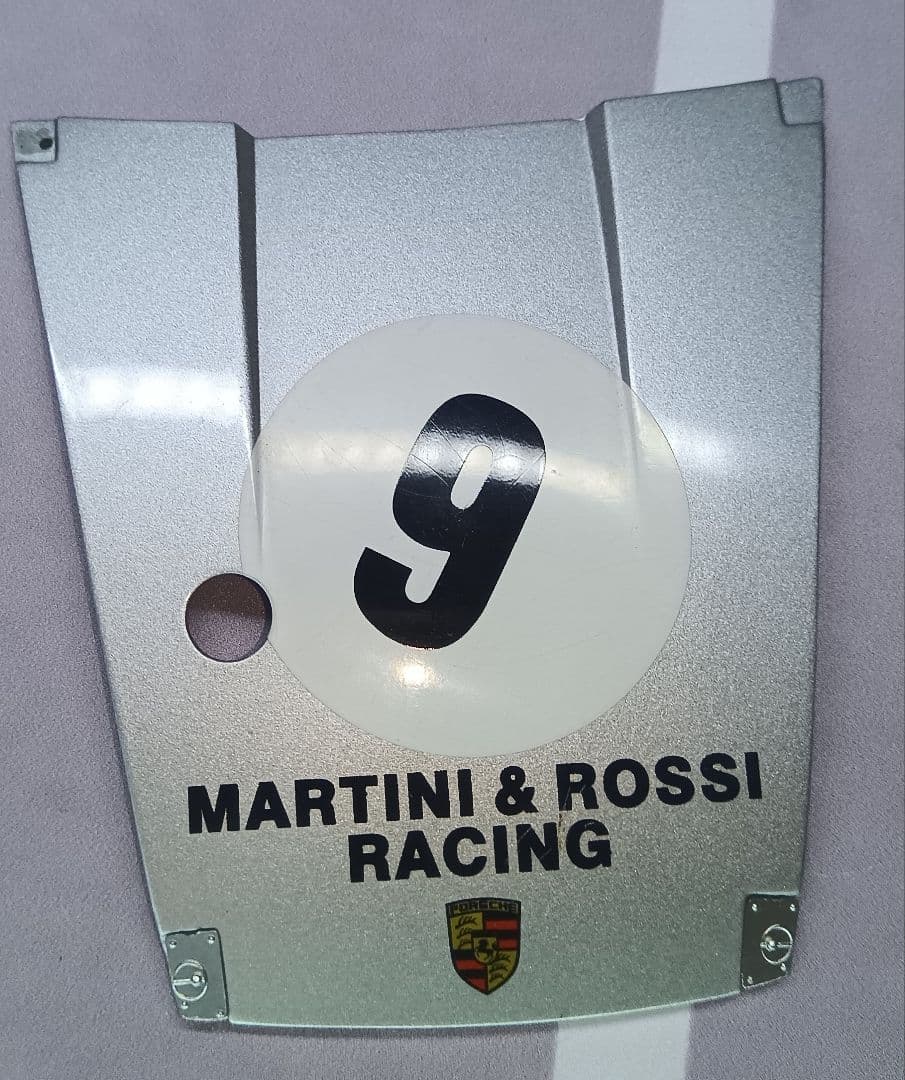 9
MARTINI & ROSSI
RACING
PORSCHE